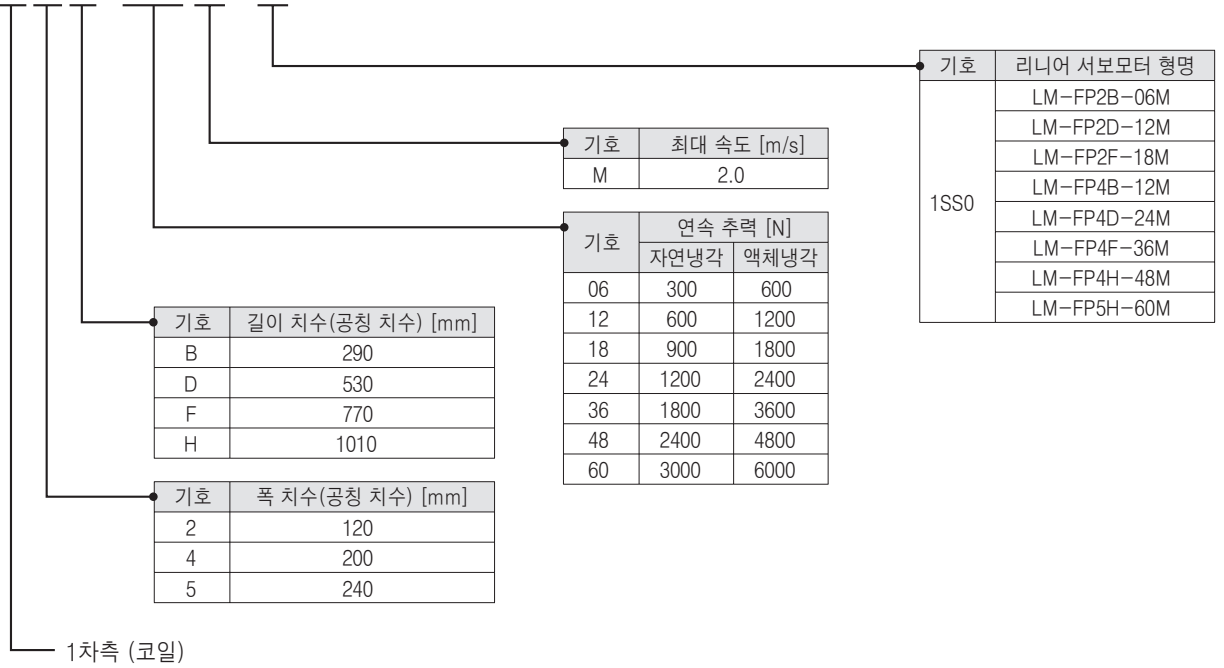 기호 리니어 서보모터 형명
1SS0
LM-FP2B-06M
LM-FP2D-12M
LM-FP2F-18M
LM-FP4B-12M
LM-FP4D-24M
LM-FP4F-36M
LM-FP4H-48M
LM-FP5H-60M
기호 최대 속도 [m/s]
M 2.0
기호 연속 추력 [N]
자연냉각 액체냉각
06 300 600
12 600 1200
18 900 1800
24 1200 2400
36 1800 3600
48 2400 4800
60 3000 6000
기호 길이 치수(공칭 치수) [mm]
B 290
D 530
F 770
H 1010
기호 폭 치수(공칭 치수) [mm]
2 120
4 200
5 240
1차측 (코일)